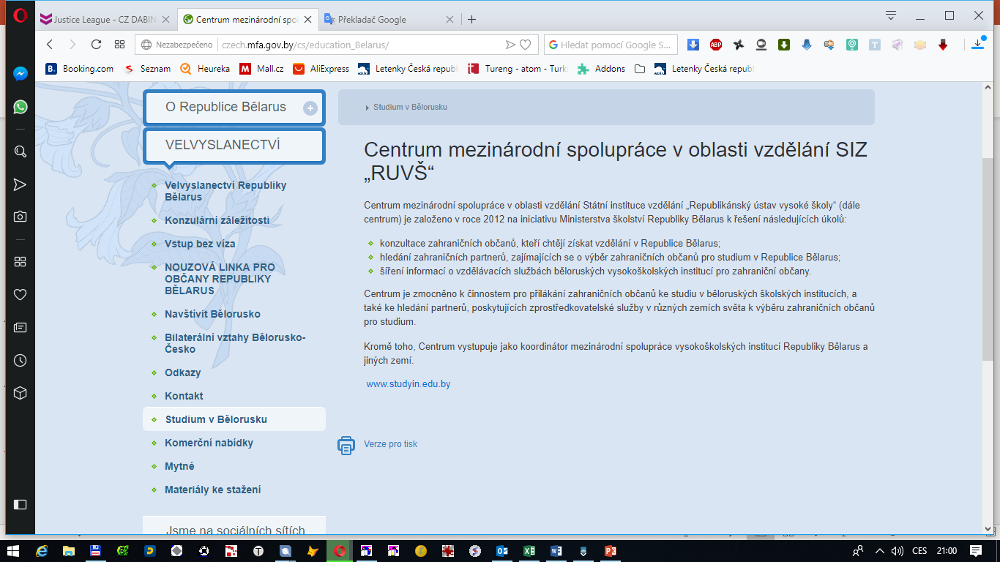 Justice League - CZ DABIN
Centrum mezinárodní spo
Překladač Google
Nezabezpečeno
czech.mfa.gov.by/cs/education_Belarus/
Hledat pomocí Google S...
Booking.com
Seznam
Heureka
Mall.cz
AliExpress
Letenky Česká republ
Tureng - atom - Turk
Addons
Letenky Česká republ
O Republice Bělarus
VELVYSLANECTVÍ
Velvyslanectví Republiky
Bělarus
Konzulární záležitosti
Vstup bez víza
NOUZOVÁ LINKA PRO
OBČANY REPUBLIKY
BĚLARUS
Navštívit Bělorusko
Bilaterální vztahy Bělorusko-
Česko
Odkazy
Kontakt
Studium v Bělorusku
Komerční nabídky
Mytné
Materiály ke stažení
Jsme na sociálních sítích
Studium v Bělorusku
Centrum mezinárodní spolupráce v oblasti vzdělání SIZ
„RUVŠ“
Centrum mezinárodní spolupráce v oblasti vzdělání Státní instituce vzdělání „Republikánský ústav vysoké školy“ (dále
centrum) je založeno v roce 2012 na iniciativu Ministerstva školství Republiky Bělarus k řešení následujících úkolů:
konzultace zahraničních občanů, kteří chtějí získat vzdělání v Republice Bělarus;
hledání zahraničních partnerů, zajímajících se o výběr zahraničních občanů pro studium v Republice Bělarus;
šíření informací o vzdělávacích službách běloruských vysokoškolských institucí pro zahraniční občany.
Centrum je zmocněno k činnostem pro přilákání zahraničních občanů ke studiu v běloruských školských institucích, a
také ke hledání partnerů, poskytujících zprostředkovatelské služby v různých zemích světa k výběru zahraničních občanů
pro studium.
Kromě toho, Centrum vystupuje jako koordinátor mezinárodní spolupráce vysokoškolských institucí Republiky Bělarus a
jiných zemí.
www.studyin.edu.by
Verze pro tisk
CES
21:00